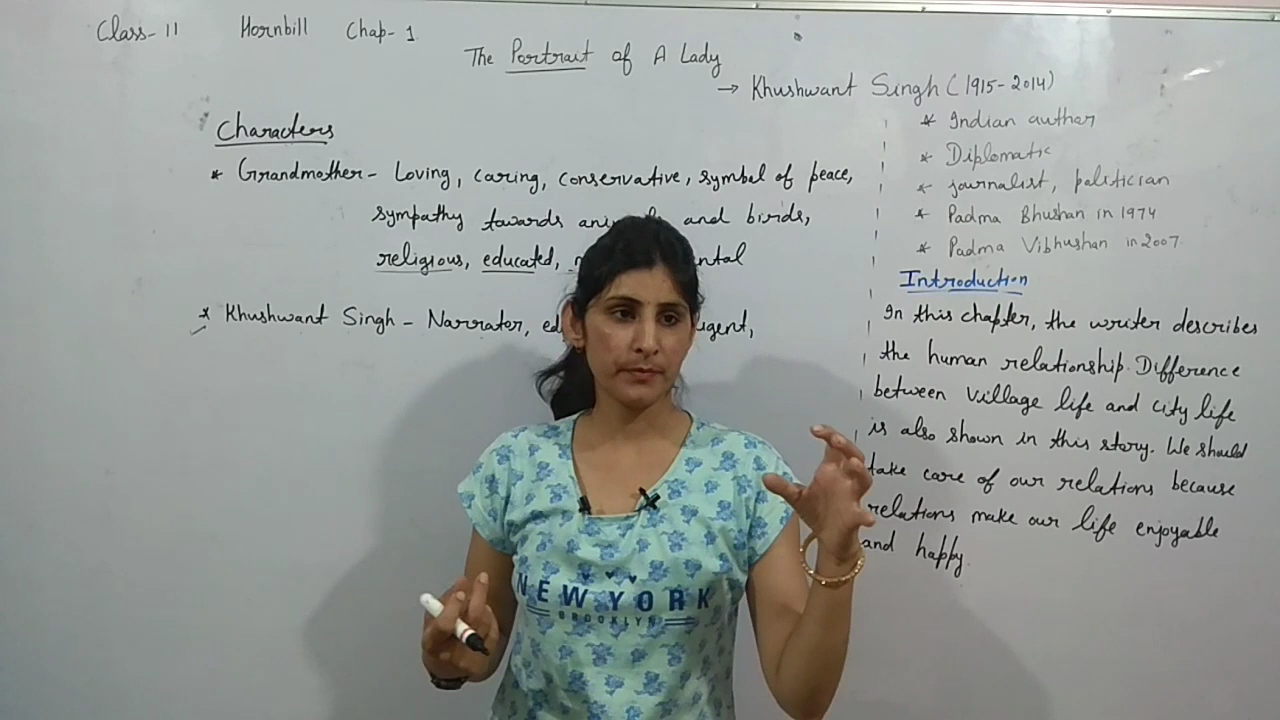 Class-11 Hornbill Chap-1
The Portrait of A Lady
→ Khushwant Singh (1915-2014)
Characters
* Grandmother - Loving, caring, conservative, symbol of peace,
sympathy towards and birds,
religious, educated,
* Khushwant Singh - Narrator,
* Indian author
* Diplomatic
* journalist, politician
* Padma Bhushan in 1974
* Padma Vibhushan in 2007
Introduction
In this chapter, the writer describes
the human relationship. Difference
between village life and city life
is also shown in this story. We should
take care of our relations because
relations make our life enjoyable
and happy.
NEW YORK
BROOKLYN